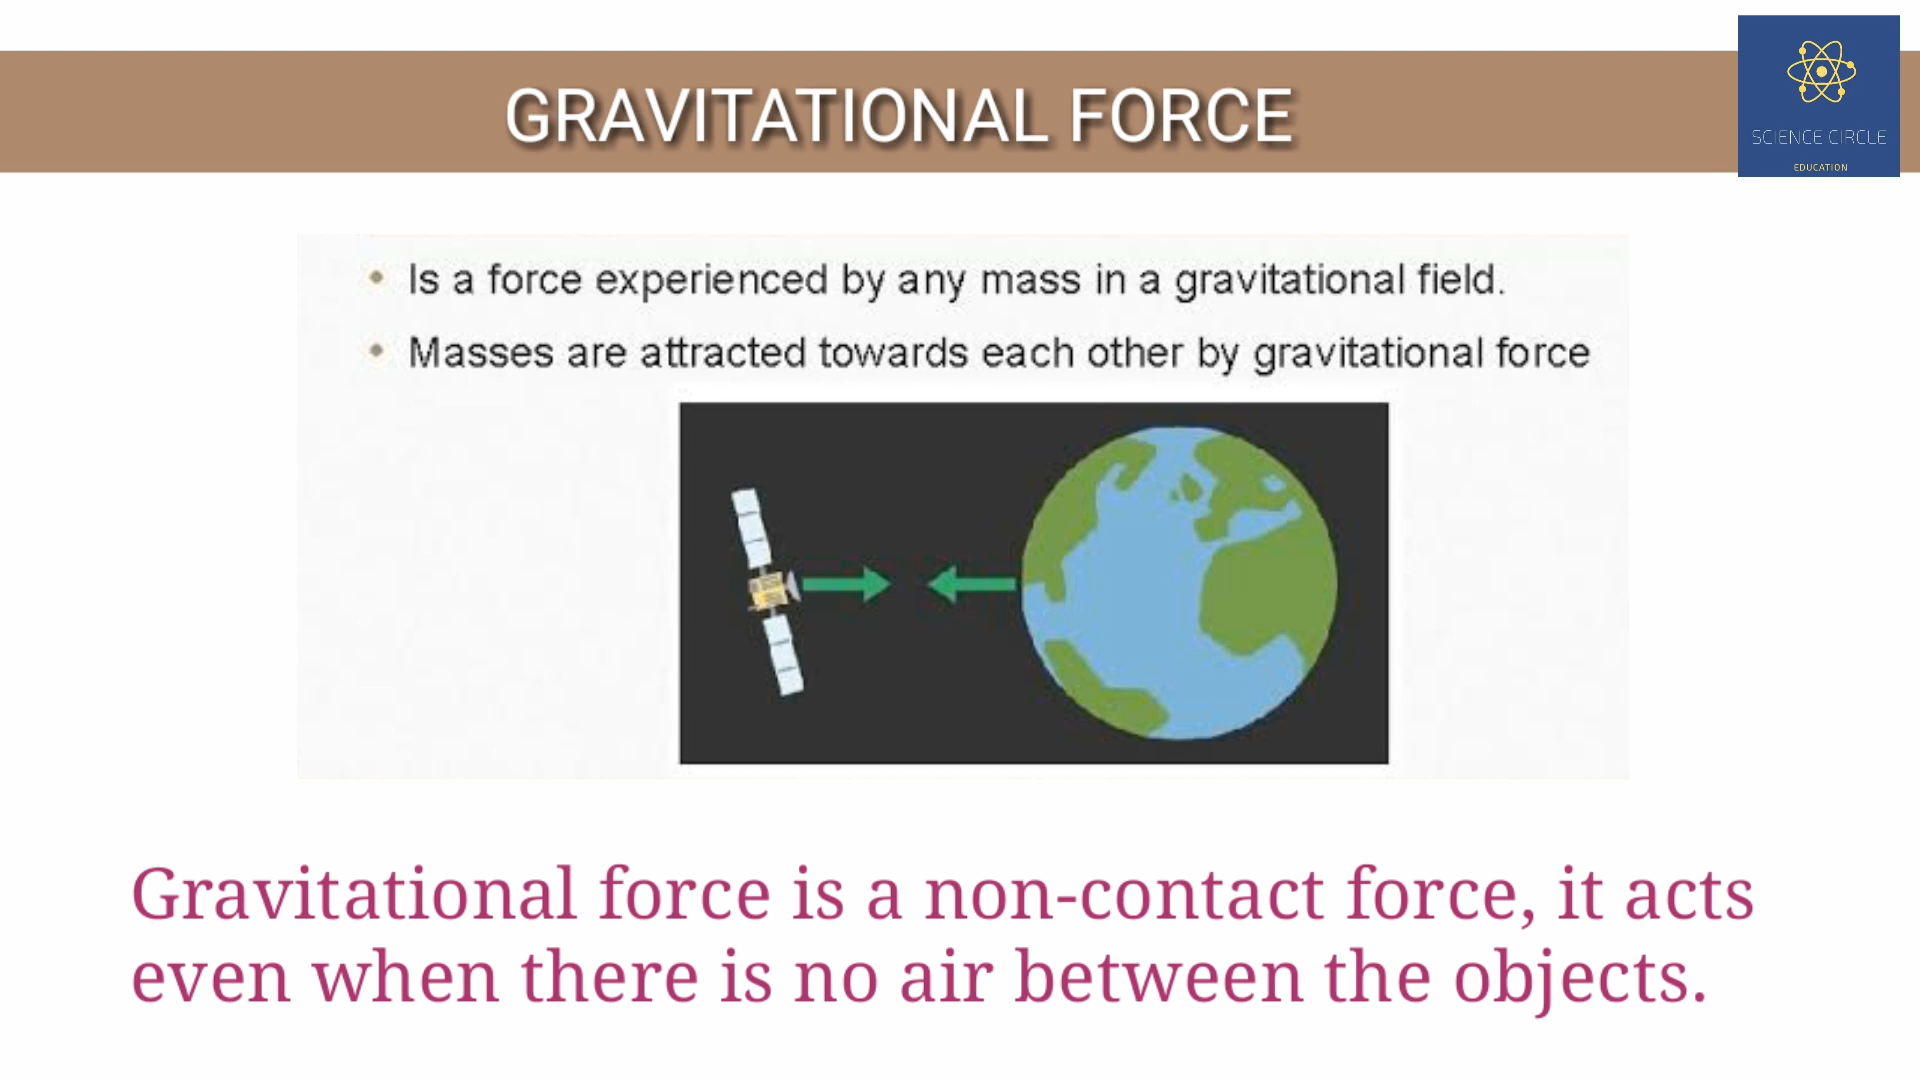 GRAVITATIONAL FORCE
SCIENCE CIRCLE
EDUCATION
• Is a force experienced by any mass in a gravitational field.
• Masses are attracted towards each other by gravitational force
Gravitational force is a non-contact force, it acts
even when there is no air between the objects.